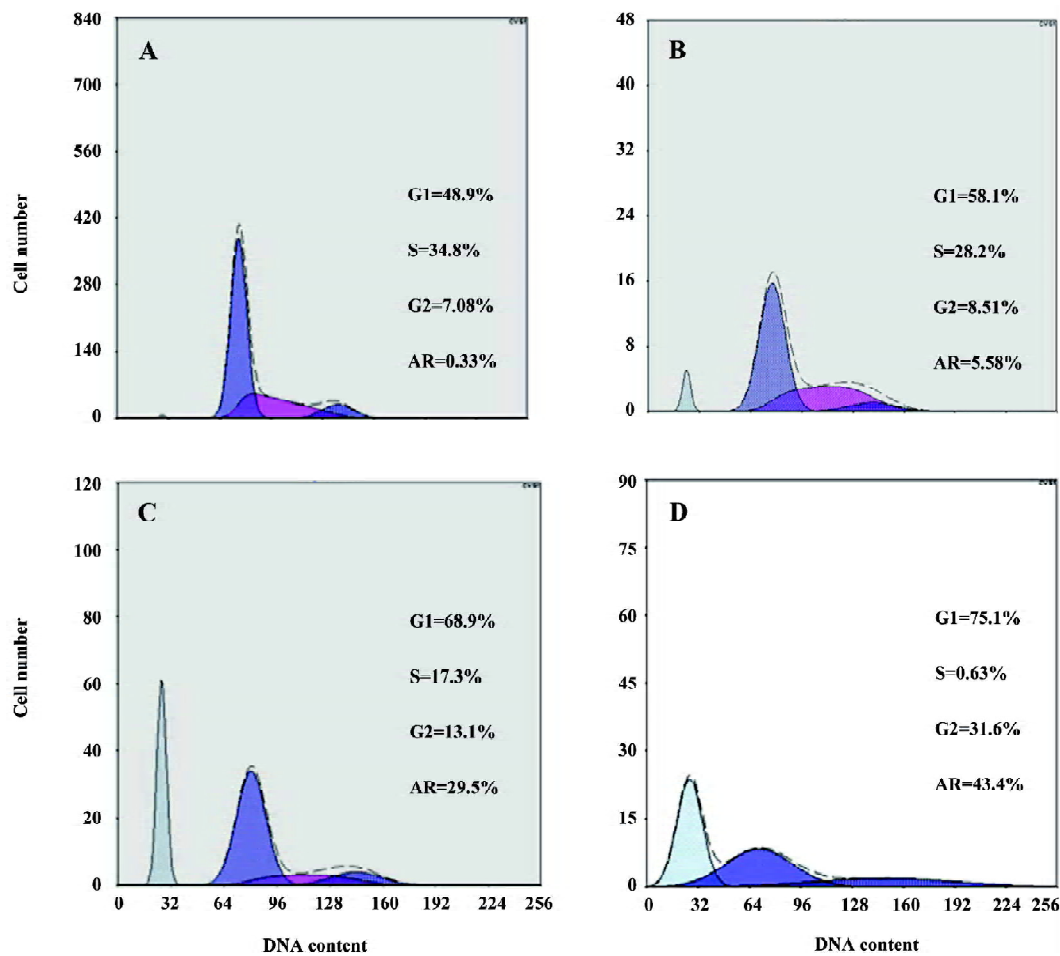 A
840
700
560
420
280
140
0
Cell number
G1=48.9%
S=34.8%
G2=7.08%
AR=0.33%
B
48
40
32
24
16
8
0
G1=58.1%
S=28.2%
G2=8.51%
AR=5.58%
C
120
100
80
60
40
20
0
Cell number
G1=68.9%
S=17.3%
G2=13.1%
AR=29.5%
0 32 64 96 128 160 192 224 256
DNA content
D
90
75
60
45
30
15
0
G1=75.1%
S=0.63%
G2=31.6%
AR=43.4%
0 32 64 96 128 160 192 224 256
DNA content